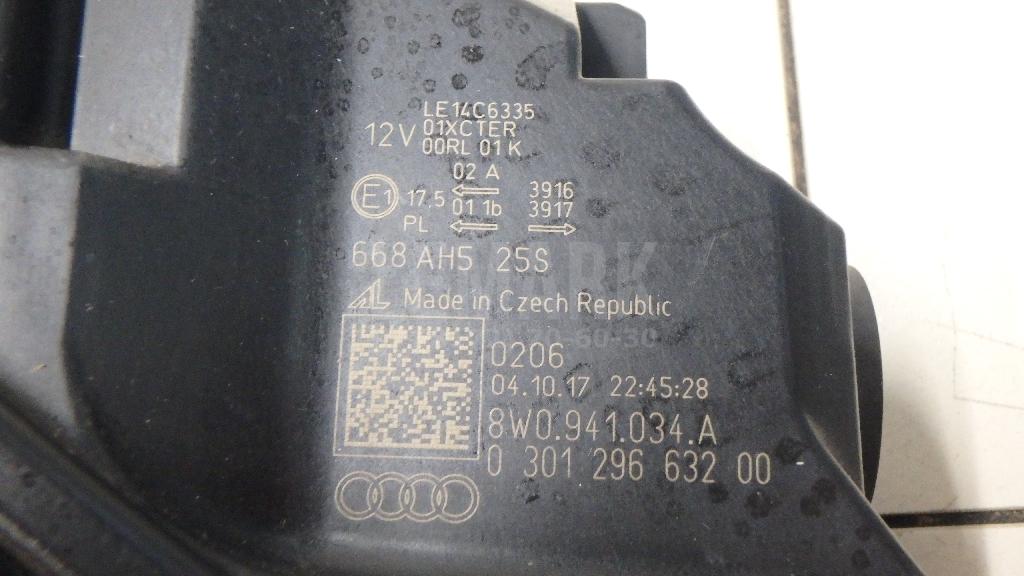 LE14C6335
12V 01XCTER
00RL 01 K
02 A
E1 17.5 3916
01 1b 3917
PL
668 AH5 25S
AL Made in Czech Republic
0206
04.10.17 22:45:28
8W0.941.034.A
0 301 296 632 00